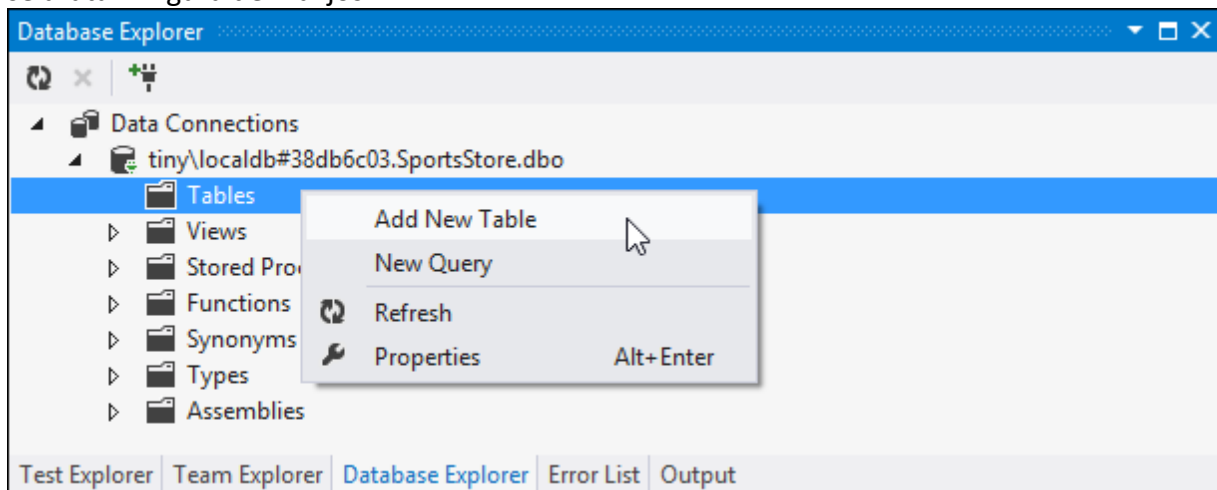 Database Explorer
Data Connections
tiny\localdb#38db6c03.SportsStore.dbo
Tables
Add New Table
Views
New Query
Stored Pro
Functions
Refresh
Synonyms
Properties Alt+Enter
Types
Assemblies
Test Explorer Team Explorer Database Explorer Error List Output